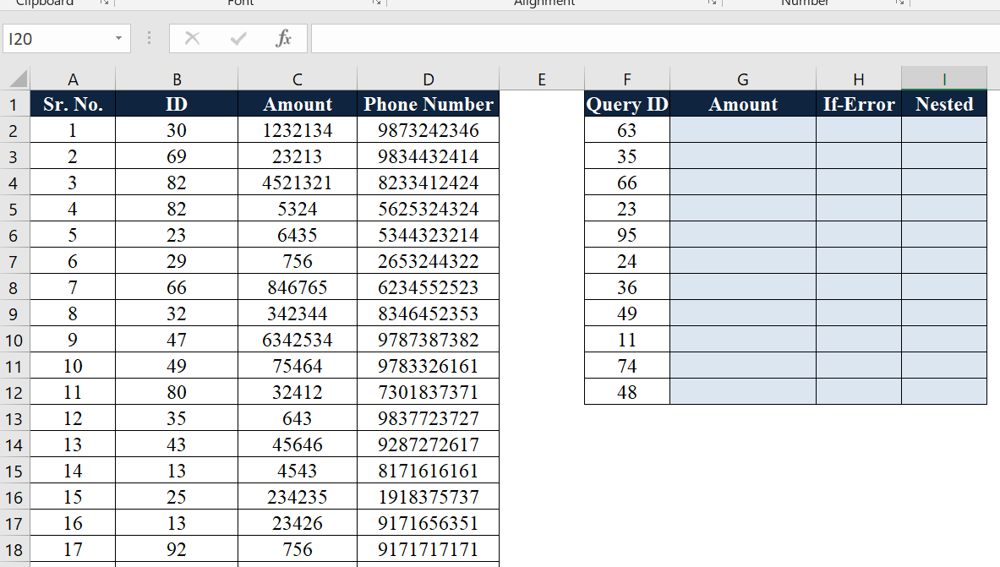 Clipboard Font Alignment Number
I20 fx
A B C D E F G H I
1 Sr. No. ID Amount Phone Number Query ID Amount If-Error Nested
2 1 30 1232134 9873242346 63
3 2 69 23213 9834432414 35
4 3 82 4521321 8233412424 66
5 4 82 5324 5625324324 23
6 5 23 6435 5344323214 95
7 6 29 756 2653244322 24
8 7 66 846765 6234552523 36
9 8 32 342344 8346452353 49
10 9 47 6342534 9787387382 11
11 10 49 75464 9783326161 74
12 11 80 32412 7301837371 48
13 12 35 643 9837723727
14 13 43 45646 9287272617
15 14 13 4543 8171616161
16 15 25 234235 1918375737
17 16 13 23426 9171656351
18 17 92 756 9171717171